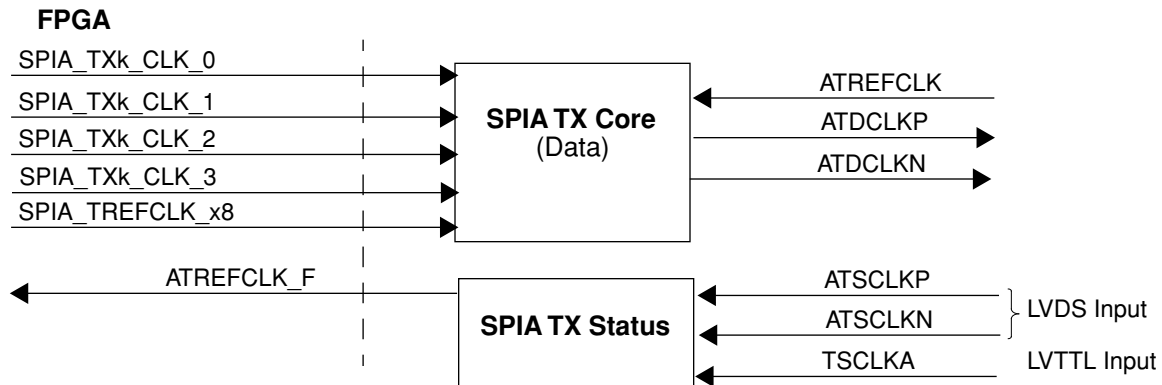 FPGA
SPIA_TXk_CLK_0
SPIA_TXk_CLK_1
SPIA_TXk_CLK_2
SPIA_TXk_CLK_3
SPIA_TREFCLK_x8
SPIA TX Core
(Data)
ATREFCLK
ATDCLKP
ATDCLKN
ATREFCLK_F
SPIA TX Status
ATSCLKP
ATSCLKN
LVDS Input
TSCLKA
LVTTL Input